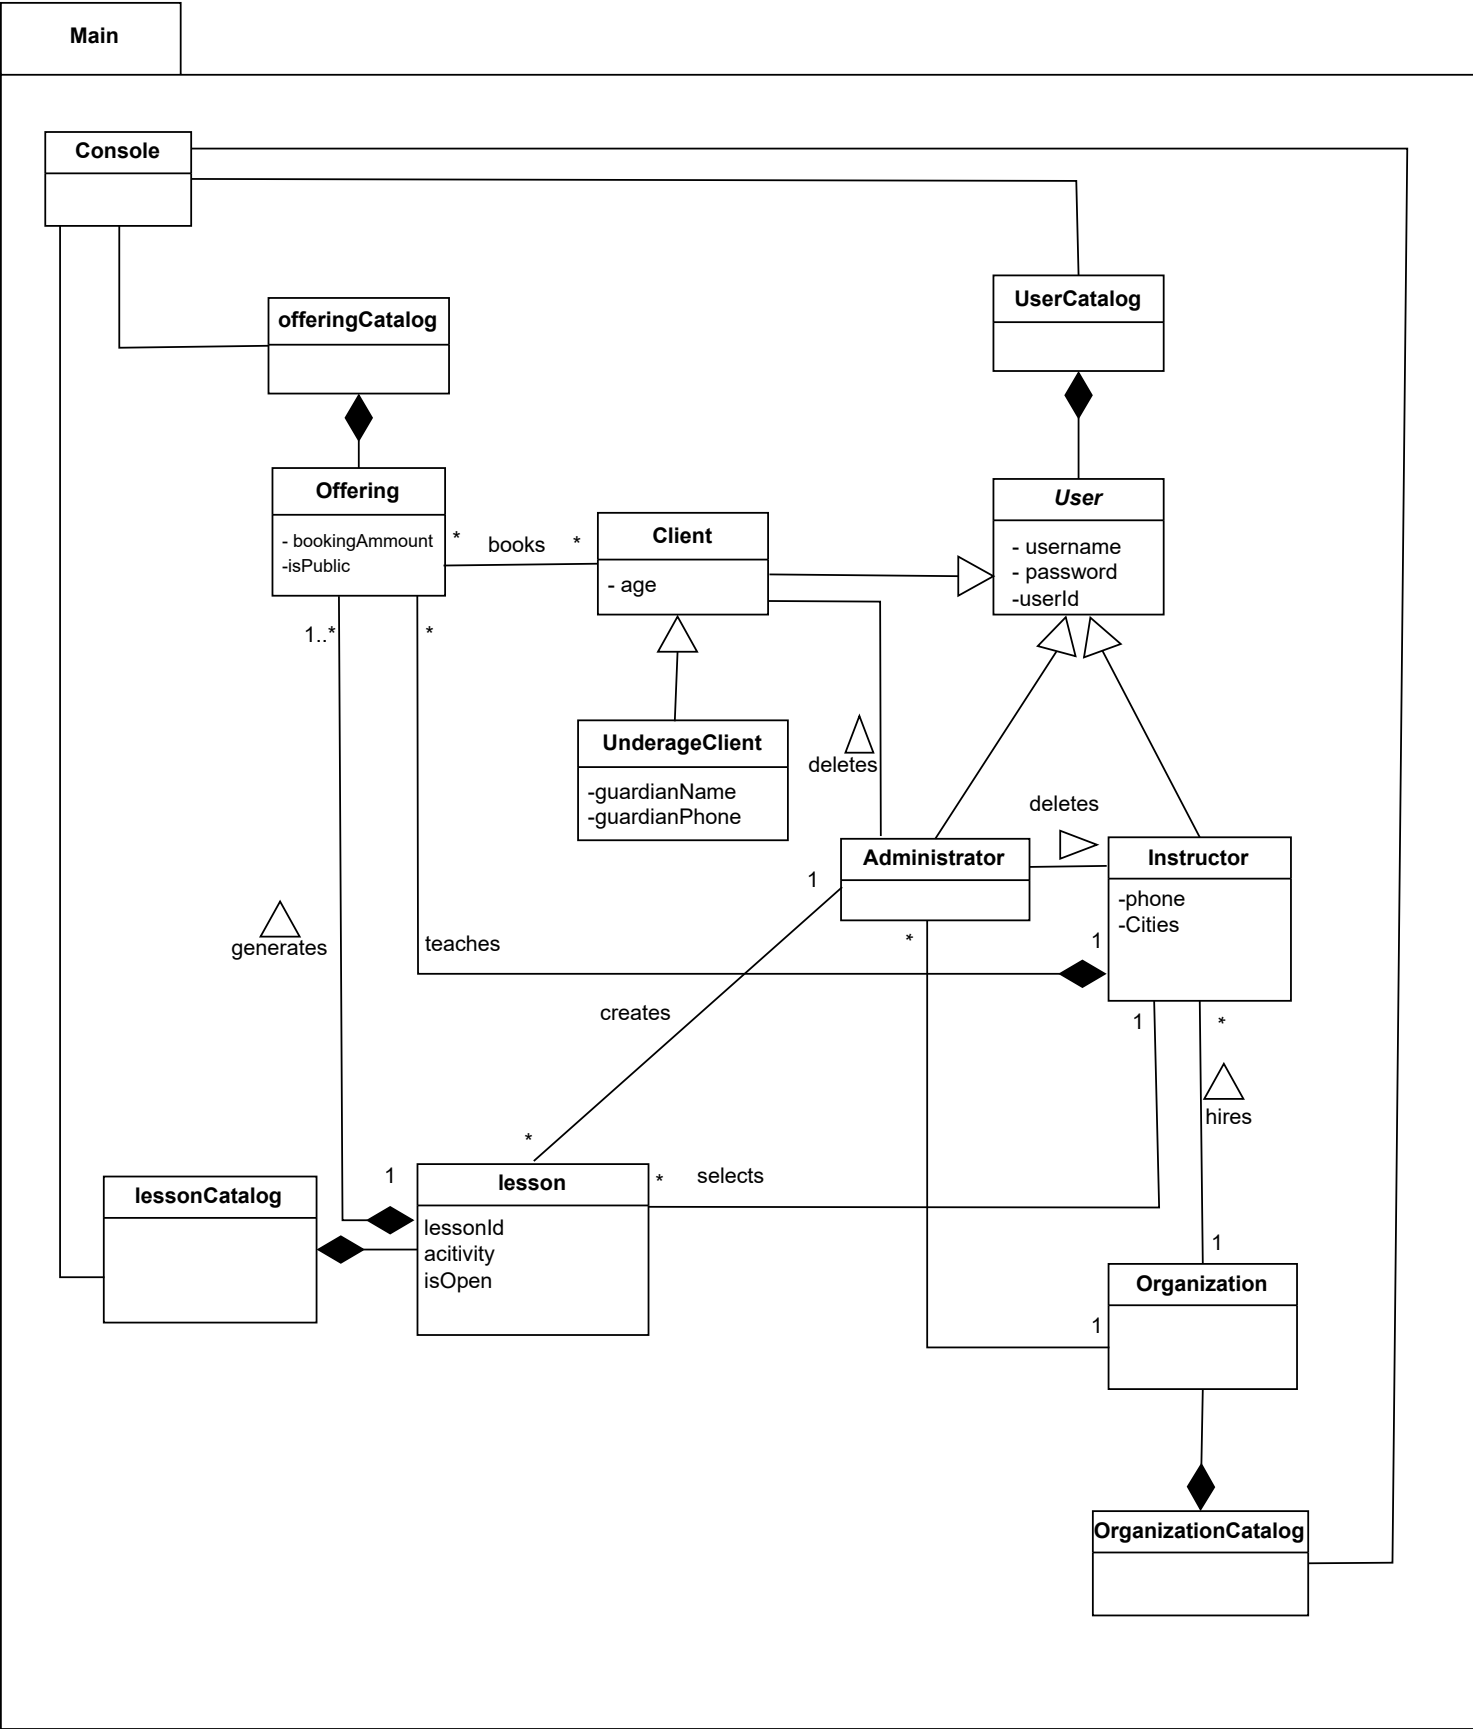 Main
Console
offeringCatalog
UserCatalog
Offering
- bookingAmmount
-isPublic
*
books
*
Client
- age
User
- username
- password
-userId
1..*
*
UnderageClient
-guardianName
-guardianPhone
deletes
deletes
Administrator
Instructor
-phone
-Cities
1
*
1
generates
teaches
creates
1
*
hires
*
1
lesson
lessonId
acitivity
isOpen
*
selects
lessonCatalog
1
Organization
1
OrganizationCatalog